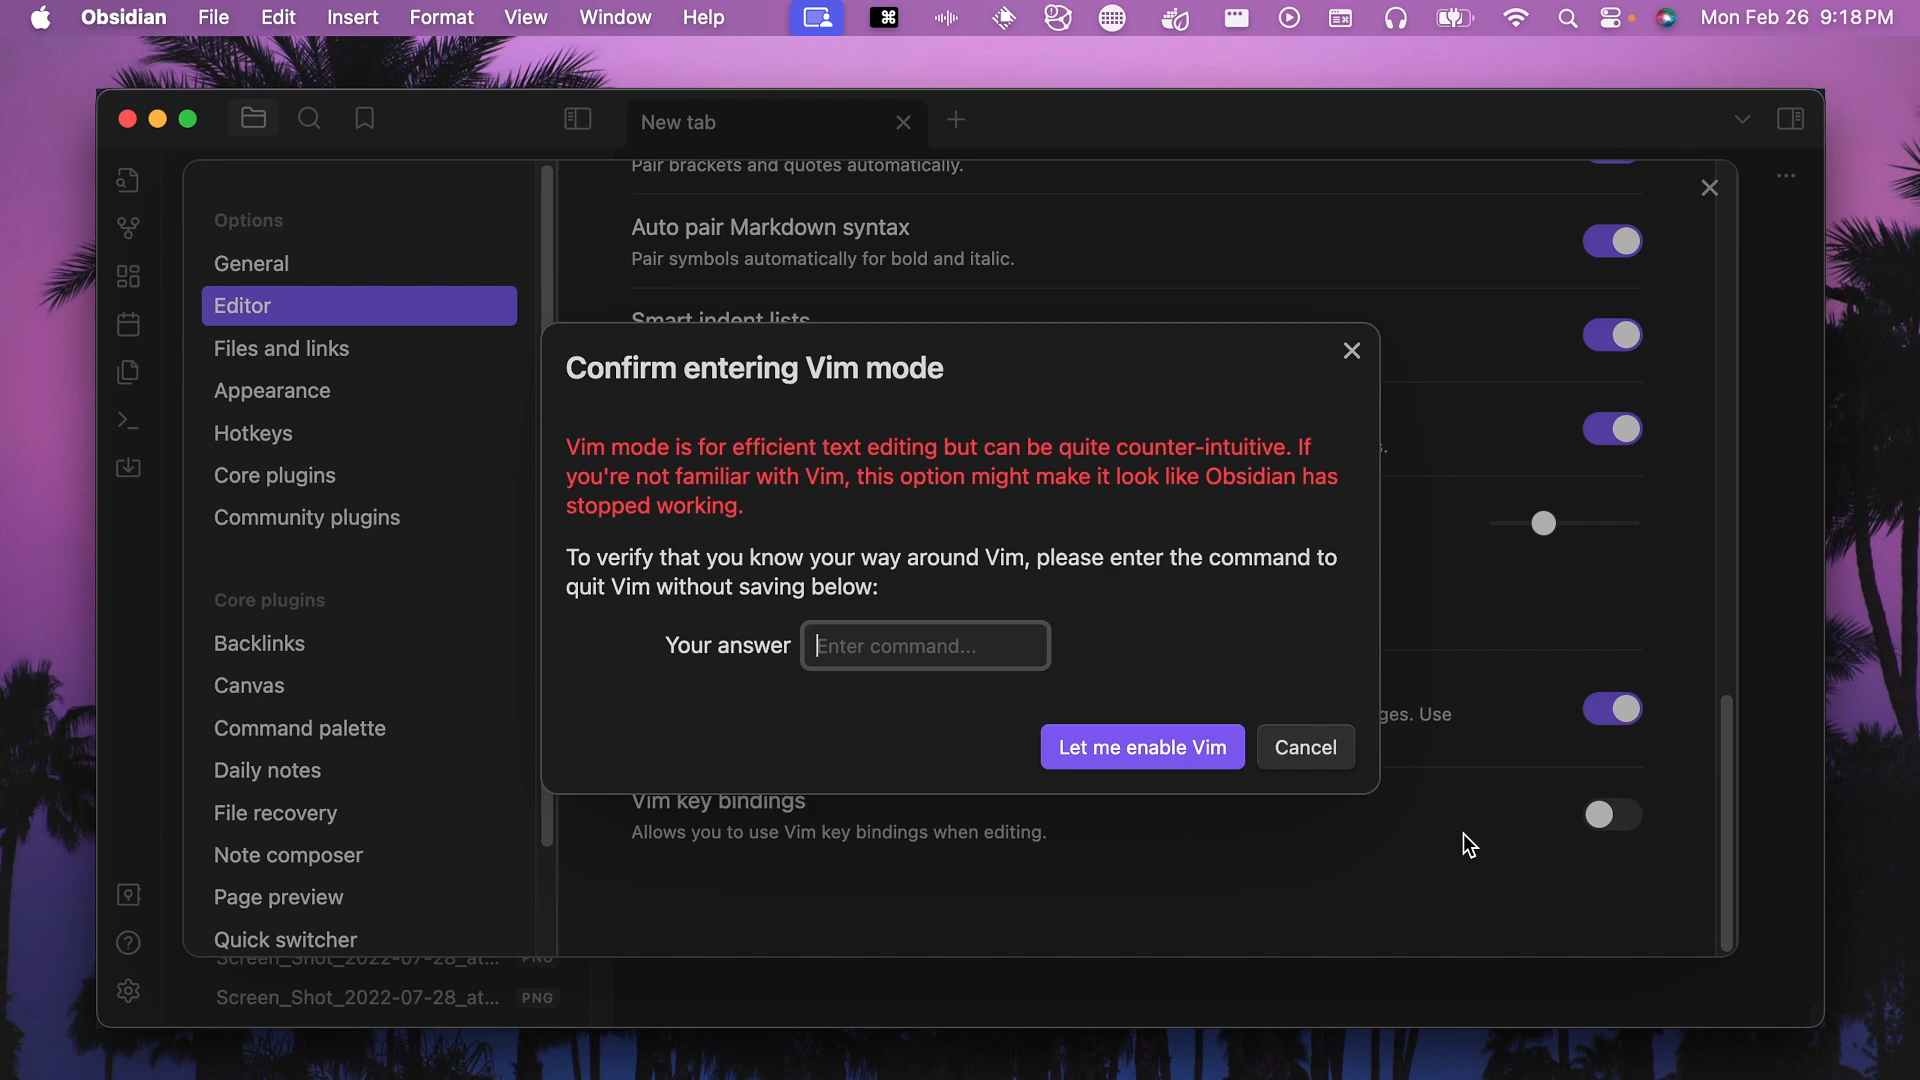 Obsidian File Edit Insert Format View Window Help Mon Feb 26 9:18 PM
New tab
Options
General
Editor
Files and links
Appearance
Hotkeys
Core plugins
Community plugins
Core plugins
Backlinks
Canvas
Command palette
Daily notes
File recovery
Note composer
Page preview
Quick switcher
Screen_Shot_2022-07-28_at... PNG
Screen_Shot_2022-07-28_at... PNG
Pair brackets and quotes automatically.
Auto pair Markdown syntax
Pair symbols automatically for bold and italic.
Smart indent lists
Confirm entering Vim mode
Vim mode is for efficient text editing but can be quite counter-intuitive. If
you're not familiar with Vim, this option might make it look like Obsidian has
stopped working.
To verify that you know your way around Vim, please enter the command to
quit Vim without saving below:
Your answer Enter command...
Let me enable Vim Cancel
ges. Use
Vim key bindings
Allows you to use Vim key bindings when editing.